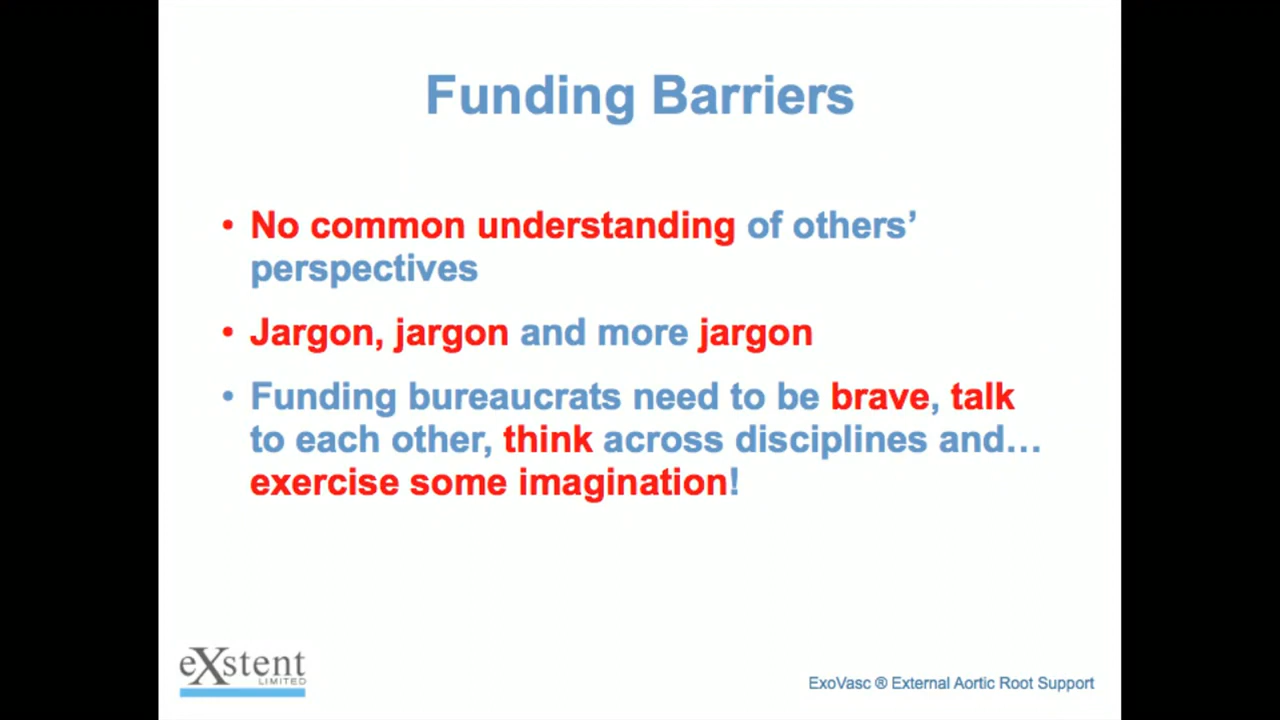 Funding Barriers
• No common understanding of others’
perspectives
• Jargon, jargon and more jargon
• Funding bureaucrats need to be brave, talk
to each other, think across disciplines and…
exercise some imagination!
eXstent
LIMITED
ExoVasc ® External Aortic Root Support